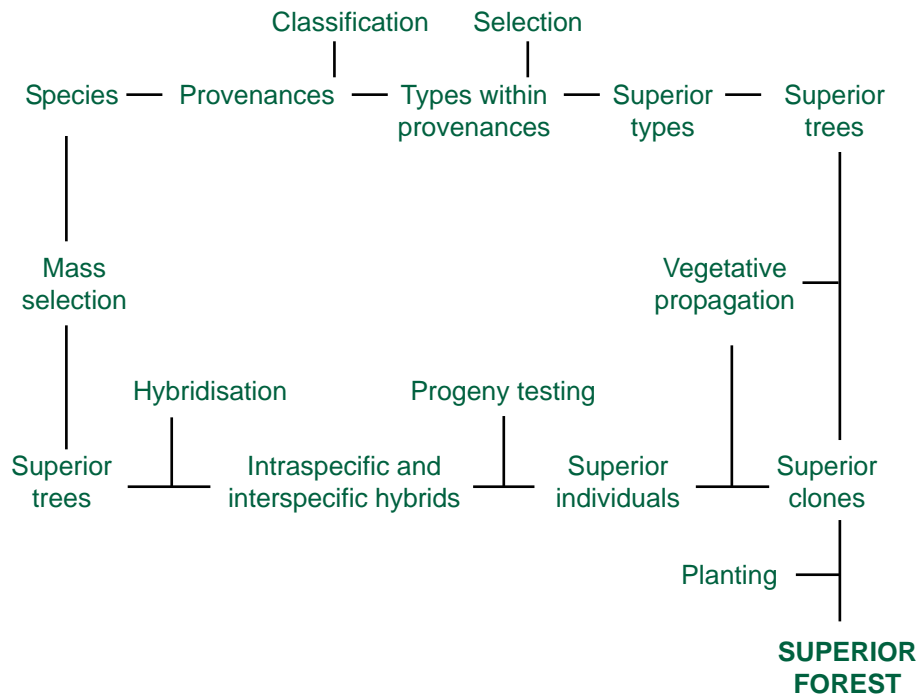 Classification
Selection
Species
Provenances
Types within
provenances
Superior
types
Superior
trees
Mass
selection
Vegetative
propagation
Hybridisation
Progeny testing
Superior
trees
Intraspecific and
interspecific hybrids
Superior
individuals
Superior
clones
Planting
SUPERIOR
FOREST